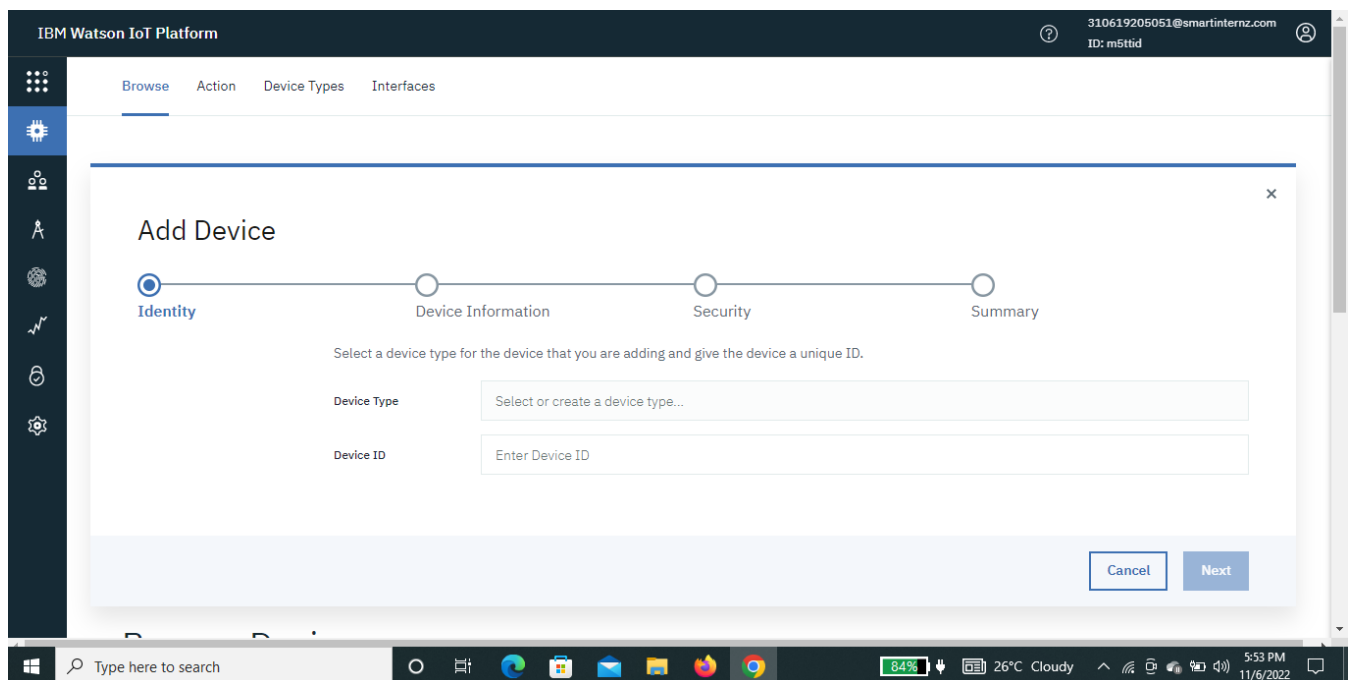 IBM Watson IoT Platform
310619205051@smartinternz.com
ID: m5ttid
Browse Action Device Types Interfaces
Add Device
Identity Device Information Security Summary
Select a device type for the device that you are adding and give the device a unique ID.
Device Type Select or create a device type...
Device ID Enter Device ID
Cancel Next
Type here to search
84% 26°C Cloudy
5:53 PM
11/6/2022